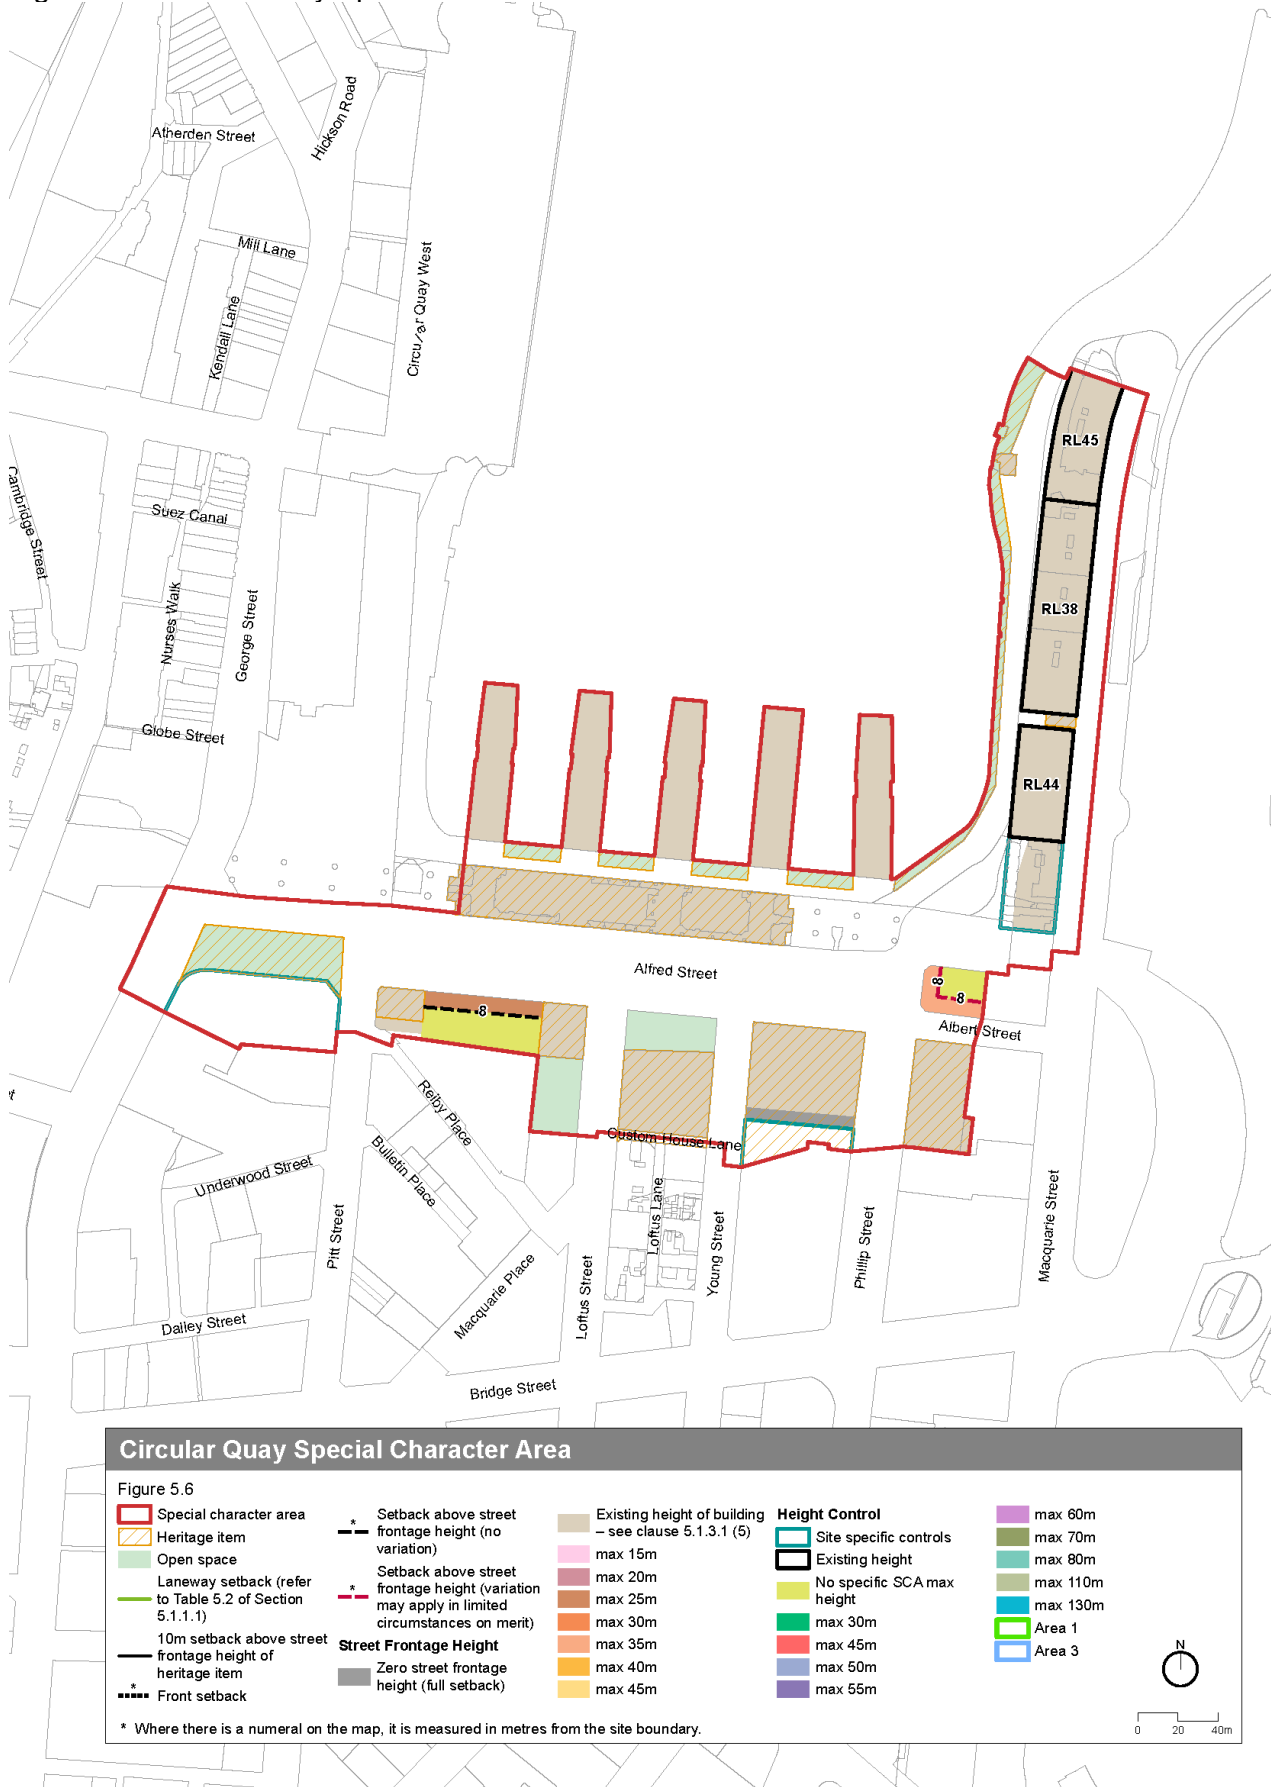 Atherden Street
Hickson Road
Mill Lane
Kendall Lane
Circular Quay West
RL45
Cambridge Street
Suez Canal
Nurses Walk
George Street
RL38
Globe Street
RL44
Alfred Street
8
8
8
Albert Street
Reiby Place
Bulletin Place
Custom House Lane
Underwood Street
Pitt Street
Loftus Lane
Young Street
Phillip Street
Macquarie Street
Macquarie Place
Loftus Street
Dalley Street
Bridge Street
Circular Quay Special Character Area
Figure 5.6
Special character area
Heritage item
Open space
Laneway setback (refer
to Table 5.2 of Section
5.1.1.1)
10m setback above street
frontage height of
heritage item
*
Front setback
*
Setback above street
frontage height (no
variation)
*
Setback above street
frontage height (variation
may apply in limited
circumstances on merit)
Street Frontage Height
Zero street frontage
height (full setback)
Existing height of building
– see clause 5.1.3.1 (5)
max 15m
max 20m
max 25m
max 30m
max 35m
max 40m
max 45m
Height Control
Site specific controls
Existing height
No specific SCA max
height
max 30m
max 45m
max 50m
max 55m
max 60m
max 70m
max 80m
max 110m
max 130m
Area 1
Area 3
N
0 20 40m
* Where there is a numeral on the map, it is measured in metres from the site boundary.